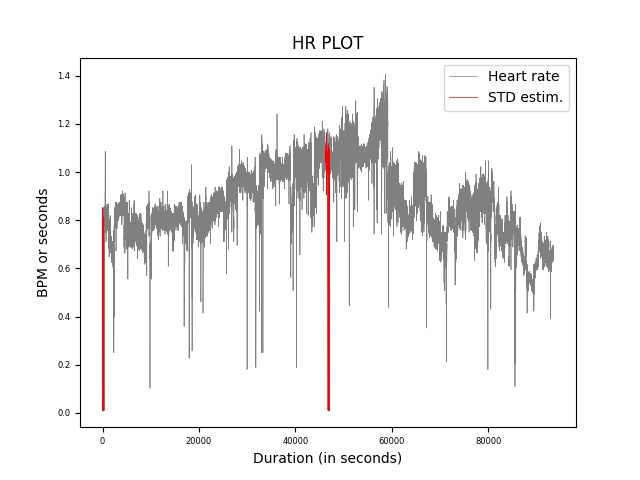 HR PLOT
Heart rate
STD estim.
BPM or seconds
1.4
1.2
1.0
0.8
0.6
0.4
0.2
0.0
0
20000
40000
60000
80000
Duration (in seconds)